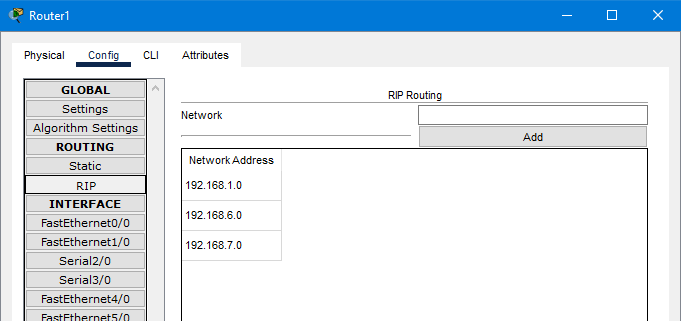 Router1
Physical Config CLI Attributes
GLOBAL
Settings
Algorithm Settings
ROUTING
Static
RIP
INTERFACE
FastEthernet0/0
FastEthernet1/0
Serial2/0
Serial3/0
FastEthernet4/0
FastEthernet5/0
RIP Routing
Network
Add
Network Address
192.168.1.0
192.168.6.0
192.168.7.0